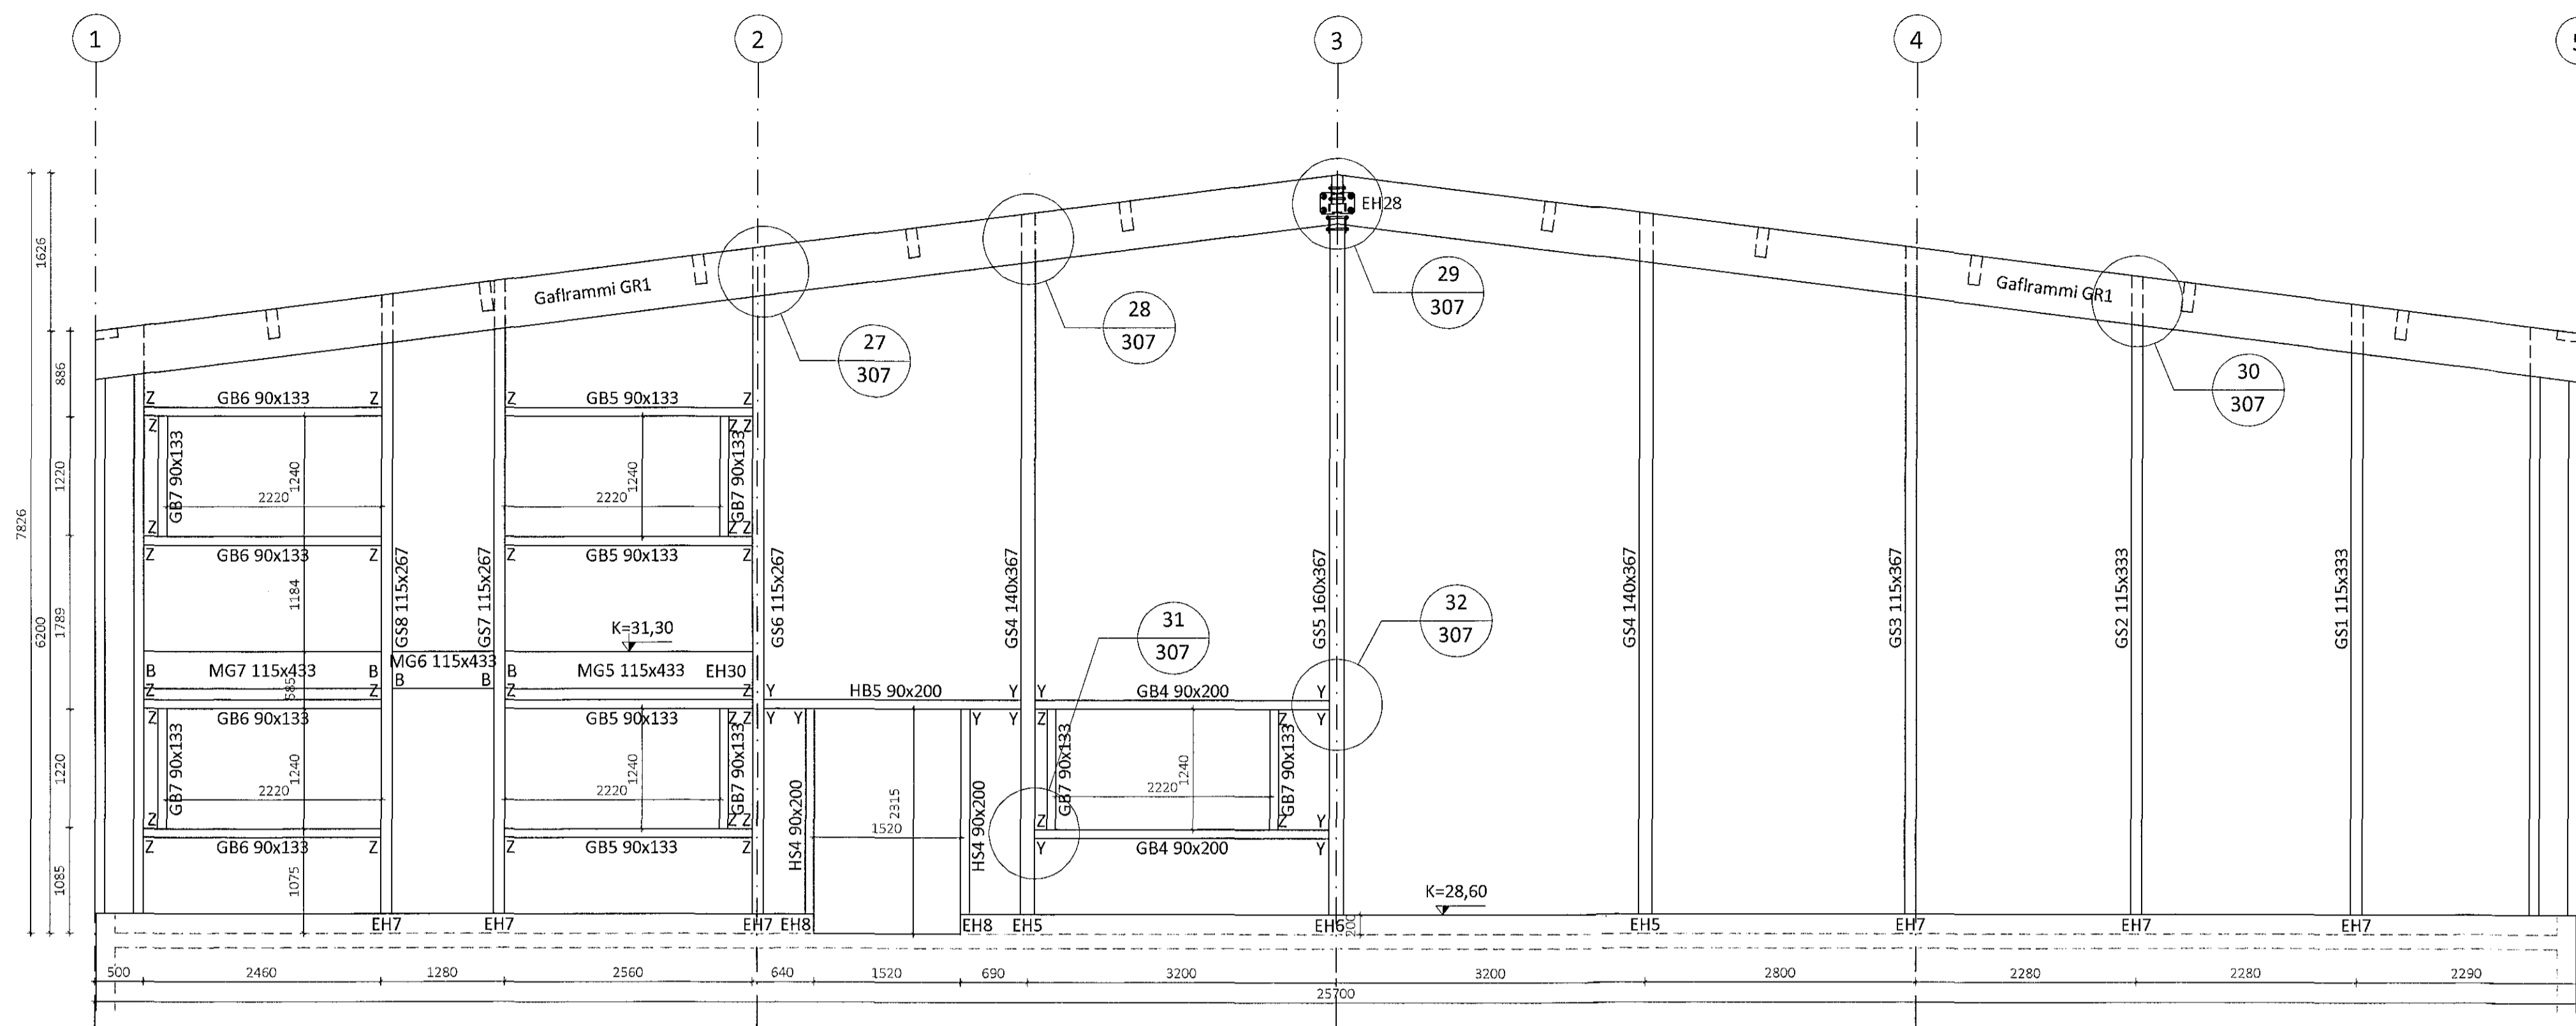 1
2
3
4
EH28
29
307
28
307
27
307
30
307
Gaflrammi GR1
Gaflrammi GR1
1626
886
7826
6200
1220
1789
1220
1085
Z GB6 90x133 Z
Z GB5 90x133 Z
Z
Z Z
GB7 90x133
1240
2220
1240
2220
GB7 90x133
Z
Z Z
Z GB6 90x133 Z
Z GB5 90x133 Z
1184
GS8 115x267
GS7 115x267
GS6 115x267
GS4 140x367
GS5 160x367
GS4 140x367
GS3 115x367
GS2 115x333
GS1 115x333
32
307
31
307
K=31,30
B MG7 115x433 B
MG6 115x433
B B
B MG5 115x433 EH30
585
Z Z
Z Z
Y HB5 90x200 Y
Y GB4 90x200 Y
Z GB6 90x133 Z
Z GB5 90x133 Z Z
Y Y
Y Y
Z
Z Y
GB7 90x133
1240
2220
1240
2220
GB7 90x133
HS4 90x200
2315
1520
HS4 90x200
GB7 90x133
1240
2220
GB7 90x133
Z
Z Z
Z
Z Y
Z GB6 90x133 Z
Z GB5 90x133 Z
Y GB4 90x200 Y
1075
K=28,60
200
EH7
EH7
EH7
EH8
EH8
EH5
EH6
EH5
EH7
EH7
EH7
500
2460
1280
2560
640
1520
690
3200
3200
2800
2280
2280
2290
25700